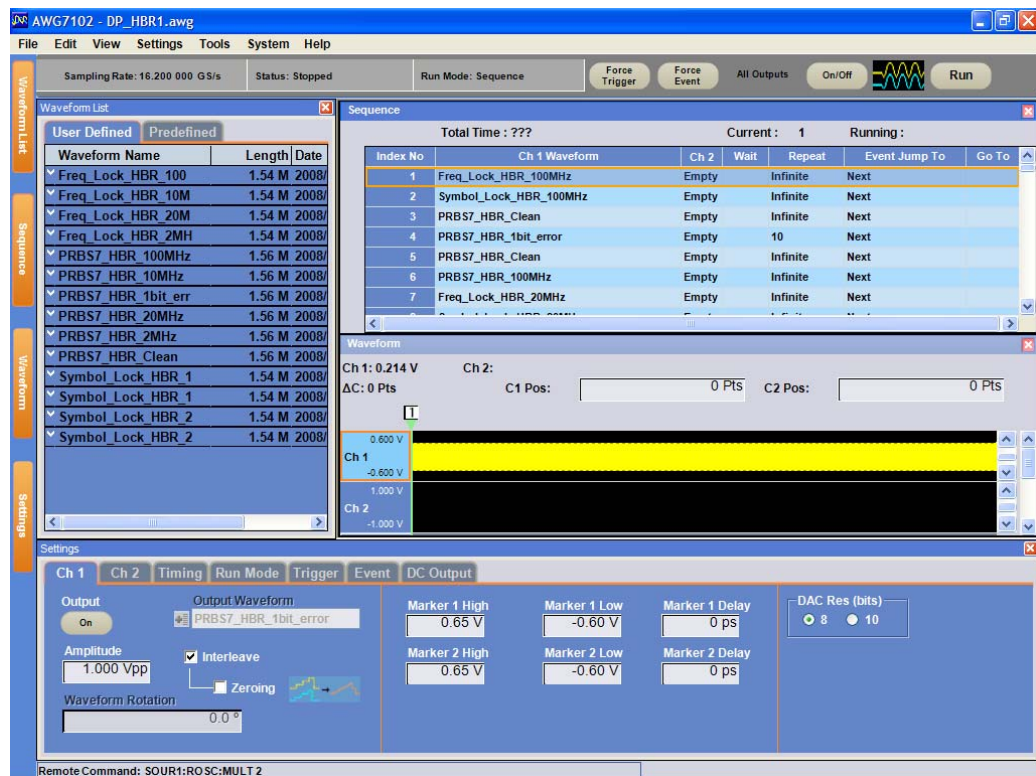 AWG7102 - DP_HBR1.awg
File Edit View Settings Tools System Help
Sampling Rate: 16.200 000 GS/s Status: Stopped Run Mode: Sequence Force Trigger Force Event All Outputs On/Off Run
Waveform List
Sequence
Waveform
Settings
Waveform List
User Defined Predefined
Waveform Name Length Date
Freq_Lock_HBR_100 1.54 M 2008/
Freq_Lock_HBR_10M 1.54 M 2008/
Freq_Lock_HBR_20M 1.54 M 2008/
Freq_Lock_HBR_2MH 1.54 M 2008/
PRBS7_HBR_100MHz 1.56 M 2008/
PRBS7_HBR_10MHz 1.56 M 2008/
PRBS7_HBR_1bit_err 1.56 M 2008/
PRBS7_HBR_20MHz 1.56 M 2008/
PRBS7_HBR_2MHz 1.56 M 2008/
PRBS7_HBR_Clean 1.56 M 2008/
Symbol_Lock_HBR_1 1.54 M 2008/
Symbol_Lock_HBR_1 1.54 M 2008/
Symbol_Lock_HBR_2 1.54 M 2008/
Symbol_Lock_HBR_2 1.54 M 2008/
Sequence
Total Time : ??? Current : 1 Running :
Index No Ch 1 Waveform Ch 2 Wait Repeat Event Jump To Go To
1 Freq_Lock_HBR_100MHz Empty Infinite Next
2 Symbol_Lock_HBR_100MHz Empty Infinite Next
3 PRBS7_HBR_Clean Empty Infinite Next
4 PRBS7_HBR_1bit_error Empty 10 Next
5 PRBS7_HBR_Clean Empty Infinite Next
6 PRBS7_HBR_100MHz Empty Infinite Next
7 Freq_Lock_HBR_20MHz Empty Infinite Next
Waveform
Ch 1: 0.214 V Ch 2:
ΔC: 0 Pts C1 Pos: 0 Pts C2 Pos: 0 Pts
1
0.600 V
Ch 1
-0.600 V
1.000 V
Ch 2
-1.000 V
Settings
Ch 1 Ch 2 Timing Run Mode Trigger Event DC Output
Output Output Waveform Marker 1 High Marker 1 Low Marker 1 Delay DAC Res (bits)
On PRBS7_HBR_1bit_error 0.65 V -0.60 V 0 ps 8 10
Amplitude Interleave Marker 2 High Marker 2 Low Marker 2 Delay
1.000 Vpp 0.65 V -0.60 V 0 ps
Zeroing
Waveform Rotation
0.0 °
Remote Command: SOUR1:ROSC:MULT 2